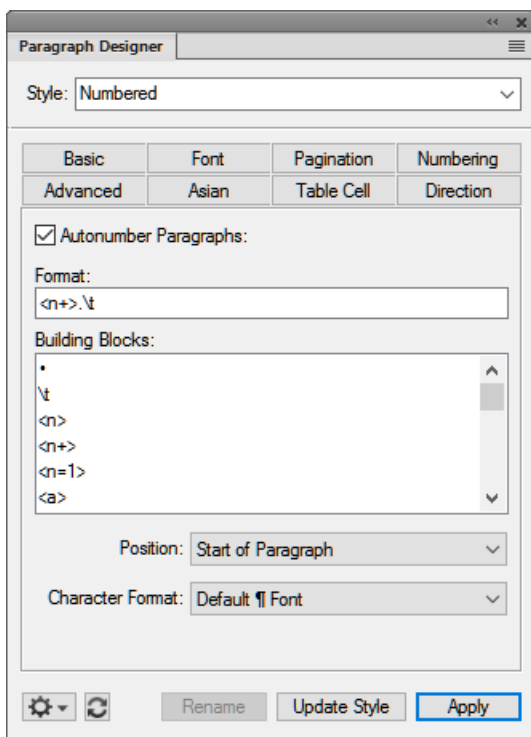 Paragraph Designer
Style: Numbered
Basic Font Pagination Numbering
Advanced Asian Table Cell Direction
Autonumber Paragraphs:
Format:
<n+>.\t
Building Blocks:
•
\t
<n>
<n+>
<n=1>
<a>
Position: Start of Paragraph
Character Format: Default ¶ Font
Rename Update Style Apply